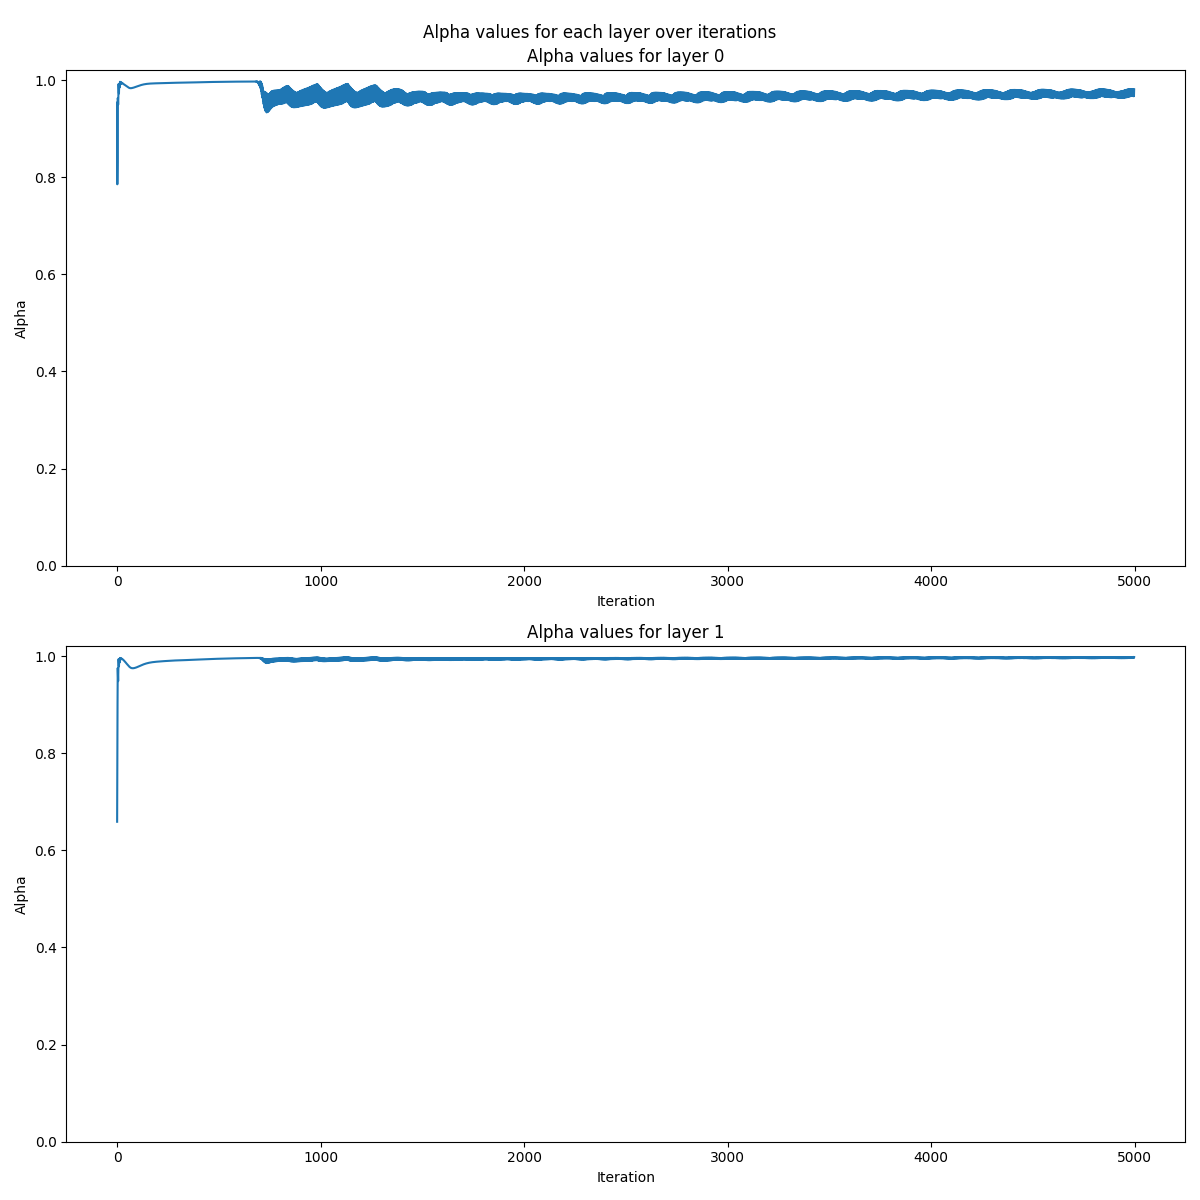 Alpha values for each layer over iterations
Alpha values for layer 0
1.0
0.8
0.6
0.4
0.2
0.0
Alpha
0 1000 2000 3000 4000 5000
Iteration
Alpha values for layer 1
1.0
0.8
0.6
0.4
0.2
0.0
Alpha
0 1000 2000 3000 4000 5000
Iteration